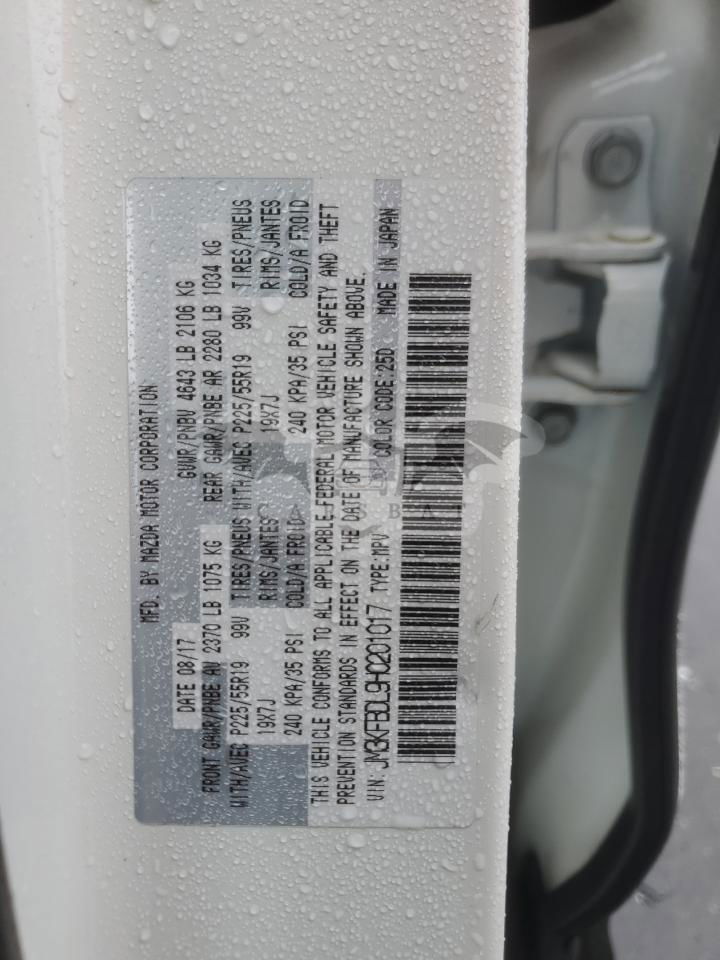 MFD. BY MAZDA MOTOR CORPORATION
DATE 08/17 GVWR/PNBV 4643 LB 2106 KG
FRONT GAWR/PNBE AV 2370 LB 1075 KG REAR GAWR/PNBE AR 2280 LB 1034 KG
WITH/AVEC P225/55R19 99V TIRES/PNEUS WITH/AVEC P225/55R19 99V TIRES/PNEUS
19X7J RIMS/JANTES 19X7J RIMS/JANTES
240 KPA/35 PSI COLD/A FROID 240 KPA/35 PSI COLD/A FROID
THIS VEHICLE CONFORMS TO ALL APPLICABLE FEDERAL MOTOR VEHICLE SAFETY AND THEFT
PREVENTION STANDARDS IN EFFECT ON THE DATE OF MANUFACTURE SHOWN ABOVE.
VIN: JM3KFBDL9H0201017 TYPE:MPV COLOR CODE:25D MADE IN JAPAN